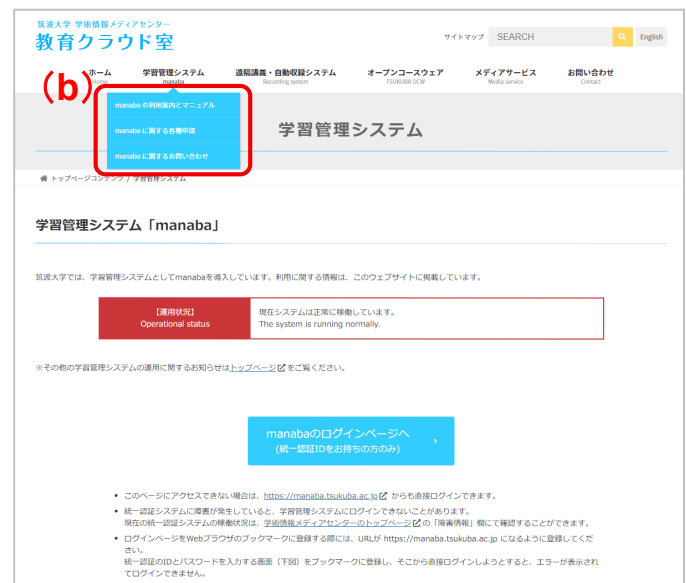 筑波大学 学術情報メディアセンター
教育クラウド室
サイトマップ SEARCH English
(b)
ホーム 学習管理システム 遠隔講義・自動収録システム オープンコースウェア メディアサービス お問い合わせ
Home manaba Recording system TSUKUBA OCW Media service Contact
manaba の利用案内とマニュアル
manaba に関する各種申請
manaba に関するお問い合わせ
学習管理システム
トップページコンテンツ / 学習管理システム
学習管理システム「manaba」
筑波大学では、学習管理システムとしてmanabaを導入しています。利用に関する情報は、このウェブサイトに掲載しています。
【運用状況】 現在システムは正常に稼働しています。
Operational status The system is running normally.
※その他の学習管理システムの運用に関するお知らせはトップページをご覧ください。
manabaのログインページへ
(統一認証IDをお持ちの方のみ)
• このページにアクセスできない場合は、https://manaba.tsukuba.ac.jp からも直接ログインできます。
• 統一認証システムに障害が発生していると、学習管理システムにログインできないことがあります。
現在の統一認証システムの稼働状況は、学術情報メディアセンターのトップページ の「障害情報」欄にて確認することができます。
• ログインページをWebブラウザのブックマークに登録する際には、URLが https://manaba.tsukuba.ac.jp になるように登録してくだ
さい。
統一認証のIDとパスワードを入力する画面（下図）をブックマークに登録し、そこから直接ログインしようとすると、エラーが表示され
てログインできません。